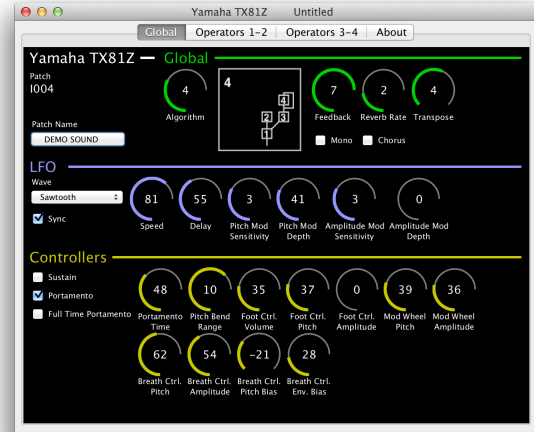 Yamaha TX81Z Untitled
Global Operators 1-2 Operators 3-4 About
Yamaha TX81Z Global
Patch
I004
Patch Name
DEMO SOUND
4
Algorithm
4
4
2
3
1
7
Feedback
2
Reverb Rate
4
Transpose
Mono
Chorus
LFO
Wave
Sawtooth
Sync
81
Speed
55
Delay
3
Pitch Mod
Sensitivity
41
Pitch Mod
Depth
3
Amplitude Mod
Sensitivity
0
Amplitude Mod
Depth
Controllers
Sustain
Portamento
Full Time Portamento
48
Portamento
Time
10
Pitch Bend
Range
35
Foot Ctrl.
Volume
37
Foot Ctrl.
Pitch
0
Foot Ctrl.
Amplitude
39
Mod Wheel
Pitch
36
Mod Wheel
Amplitude
62
Breath Ctrl.
Pitch
54
Breath Ctrl.
Amplitude
-21
Breath Ctrl.
Pitch Bias
28
Breath Ctrl.
Env. Bias